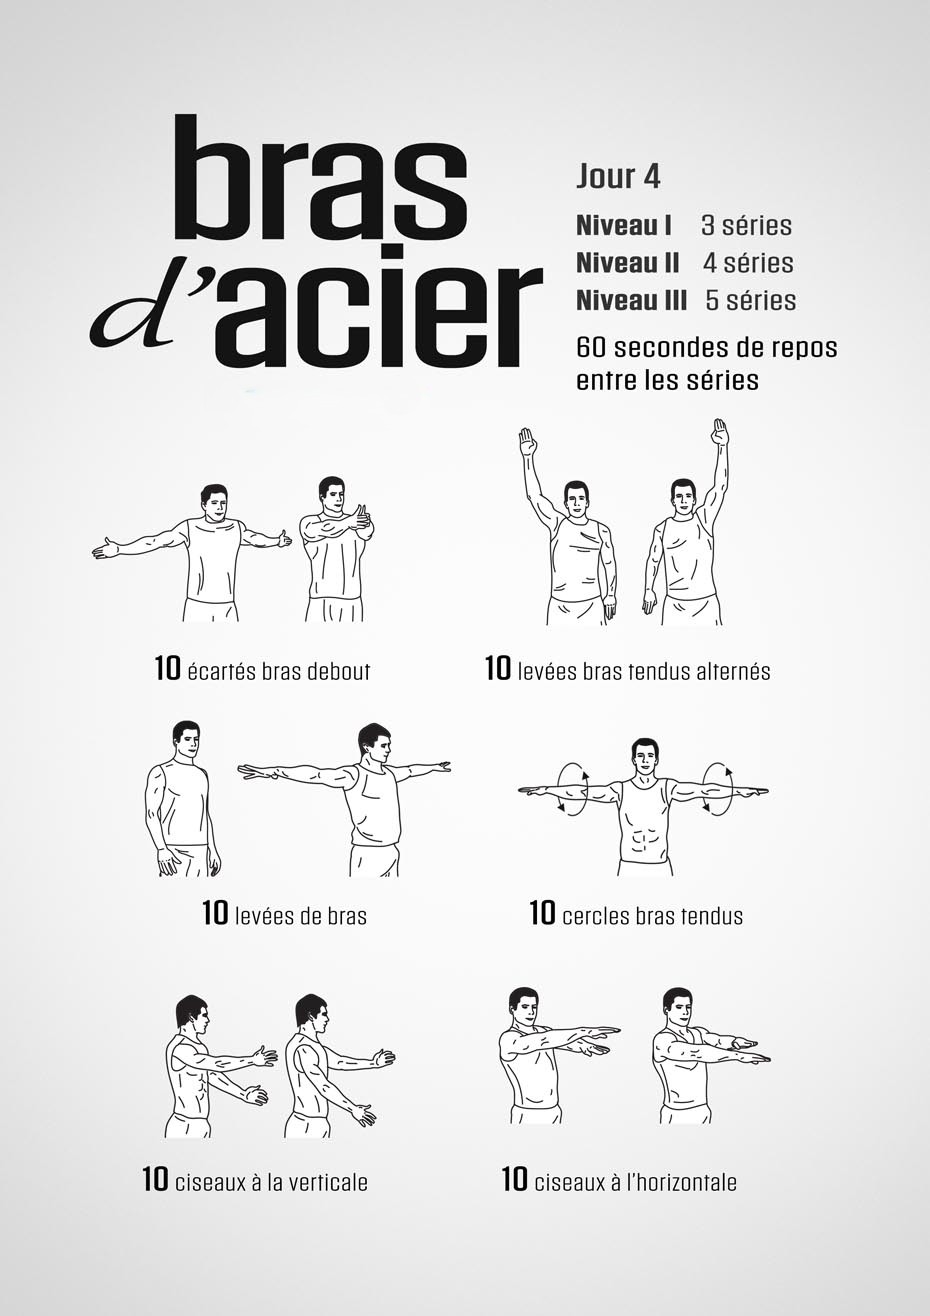 bras
d'acier
Jour 4
Niveau I 3 séries
Niveau II 4 séries
Niveau III 5 séries
60 secondes de repos
entre les séries
10 écartés bras debout
10 levées bras tendus alternés
10 levées de bras
10 cercles bras tendus
10 ciseaux à la verticale
10 ciseaux à l'horizontale